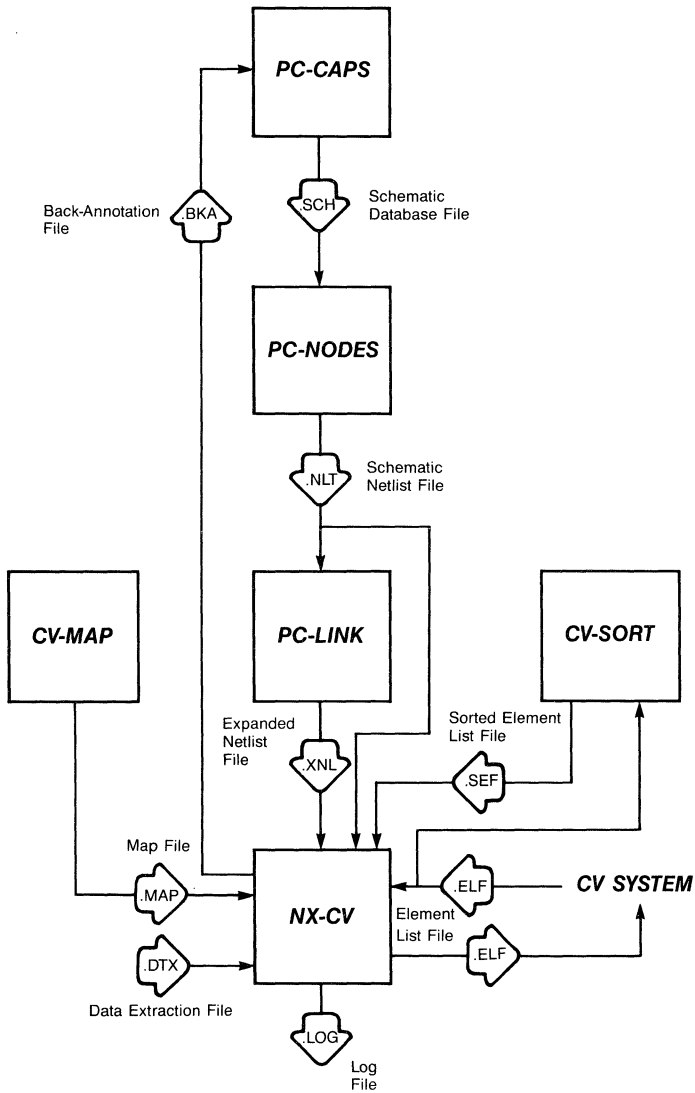 PC-CAPS
.BKA
.SCH
Back-Annotation
File
Schematic
Database File
PC-NODES
.NLT
Schematic
Netlist File
CV-MAP
PC-LINK
CV-SORT
Expanded
Netlist
File
Sorted Element
List File
.XNL
.SEF
Map File
.MAP
NX-CV
.ELF
CV SYSTEM
Element
List File
.ELF
.DTX
Data Extraction File
.LOG
Log
File